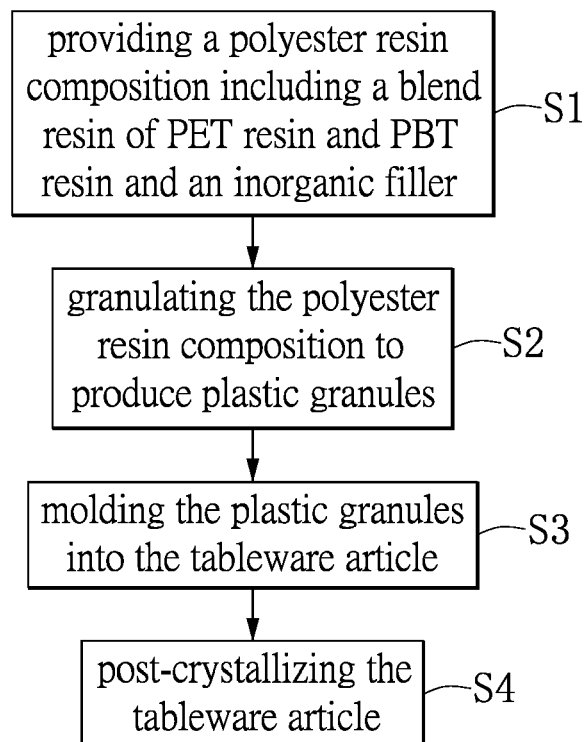 providing a polyester resin
composition including a blend
resin of PET resin and PBT
resin and an inorganic filler
S1
granulating the polyester
resin composition to
produce plastic granules
S2
molding the plastic granules
into the tableware article
S3
post-crystallizing the
tableware article
S4